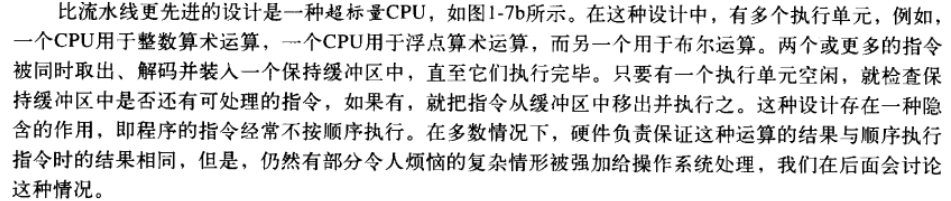 比流水线更先进的设计是一种超标量CPU，如图1-7b所示。在这种设计中，有多个执行单元，例如，
一个CPU用于整数算术运算，一个CPU用于浮点算术运算，而另一个用于布尔运算。两个或更多的指令
被同时取出、解码并装入一个保持缓冲区中，直至它们执行完毕。只要有一个执行单元空闲，就检查保
持缓冲区中是否还有可处理的指令，如果有，就把指令从缓冲区中移出并执行之。这种设计存在一种隐
含的作用，即程序的指令经常不按顺序执行。在多数情况下，硬件负责保证这种运算的结果与顺序执行
指令时的结果相同，但是，仍然有部分令人烦恼的复杂情形被强加给操作系统处理，我们在后面会讨论
这种情况。